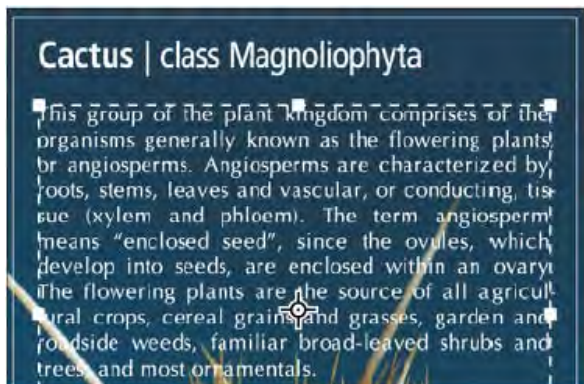 Cactus | class Magnoliophyta
This group of the plant kingdom comprises of the
organisms generally known as the flowering plants
or angiosperms. Angiosperms are characterized by
roots, stems, leaves and vascular, or conducting, tis
sue (xylem and phloem). The term angiosperm
means “enclosed seed”, since the ovules, which
develop into seeds, are enclosed within an ovary
The flowering plants are the source of all agricul
tural crops, cereal grains and grasses, garden and
roadside weeds, familiar broad-leaved shrubs and
trees, and most ornamentals.